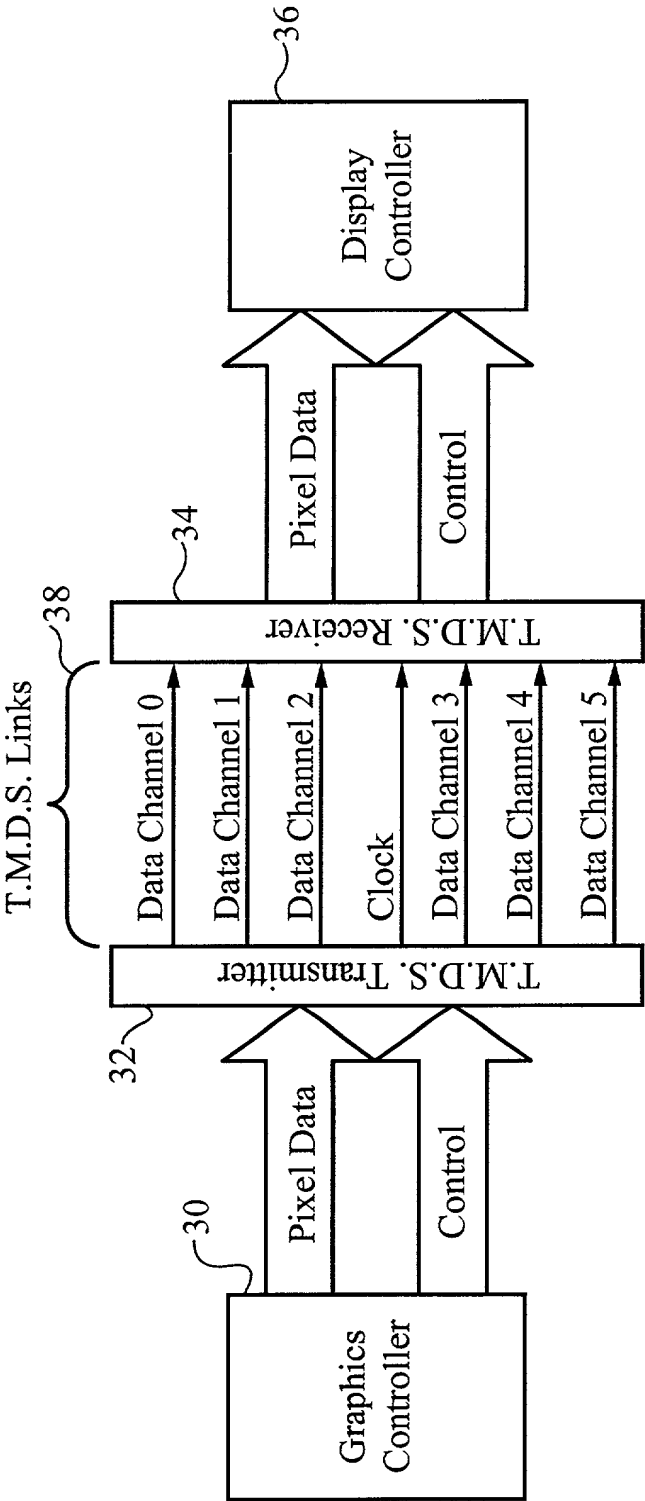 T.M.D.S. Links
38
30
Graphics
Controller
Pixel Data
Control
32
T.M.D.S. Transmitter
Data Channel 0
Data Channel 1
Data Channel 2
Clock
Data Channel 3
Data Channel 4
Data Channel 5
34
T.M.D.S. Receiver
Pixel Data
Control
36
Display
Controller